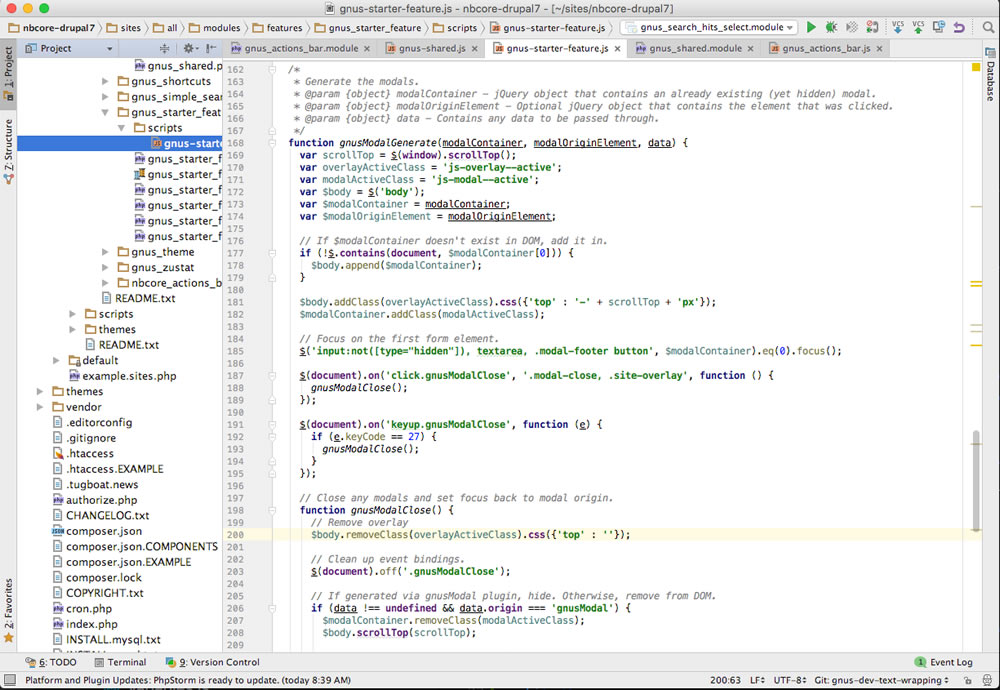 gnus-starter-feature.js - nbcore-drupal7 - [~/sites/nbcore-drupal7]
nbcore-drupal7 sites all modules features gnus_starter_feature scripts gnus-starter-feature.js gnus_search_hits_select.module VCS VCS
Project gnus_actions_bar.module gnus-shared.js gnus-starter-feature.js gnus_shared.module gnus_actions_bar.js
1: Project
Z: Structure
2: Favorites
Database
gnus_shared.p
gnus_shortcuts
gnus_simple_sea
gnus_starter_feat
scripts
gnus-starte
gnus_starter_f
gnus_starter_f
gnus_starter_f
gnus_starter_f
gnus_starter_f
gnus_starter_f
gnus_theme
gnus_zustat
nbcore_actions_b
README.txt
scripts
themes
README.txt
default
example.sites.php
themes
vendor
.editorconfig
.gitignore
.htaccess
.htaccess.EXAMPLE
.tugboat.news
authorize.php
CHANGELOG.txt
composer.json
composer.json.COMPONENTS
composer.json.EXAMPLE
composer.lock
COPYRIGHT.txt
cron.php
index.php
INSTALL.mysql.txt
162 /*
163 * Generate the modals.
164 * @param {object} modalContainer – jQuery object that contains an already existing (yet hidden) modal.
165 * @param {object} modalOriginElement – Optional jQuery object that contains the element that was clicked.
166 * @param {object} data – Contains any data to be passed through.
167 */
168 function gnusModalGenerate(modalContainer, modalOriginElement, data) {
169 var scrollTop = $(window).scrollTop();
170 var overlayActiveClass = 'js-overlay--active';
171 var modalActiveClass = 'js-modal--active';
172 var $body = $('body');
173 var $modalContainer = modalContainer;
174 var $modalOriginElement = modalOriginElement;
175
176 // If $modalContainer doesn't exist in DOM, add it in.
177 if (!$.contains(document, $modalContainer[0])) {
178 $body.append($modalContainer);
179 }
180
181 $body.addClass(overlayActiveClass).css({'top' : '-' + scrollTop + 'px'});
182 $modalContainer.addClass(modalActiveClass);
183
184 // Focus on the first form element.
185 $('input:not([type="hidden"]), textarea, .modal-footer button', $modalContainer).eq(0).focus();
186
187 $(document).on('click.gnusModalClose', '.modal-close, .site-overlay', function () {
188 gnusModalClose();
189 });
190
191 $(document).on('keyup.gnusModalClose', function (e) {
192 if (e.keyCode == 27) {
193 gnusModalClose();
194 }
195 });
196
197 // Close any modals and set focus back to modal origin.
198 function gnusModalClose() {
199 // Remove overlay
200 $body.removeClass(overlayActiveClass).css({'top' : ''});
201
202 // Clean up event bindings.
203 $(document).off('.gnusModalClose');
204
205 // If generated via gnusModal plugin, hide. Otherwise, remove from DOM.
206 if (data !== undefined && data.origin === 'gnusModal') {
207 $modalContainer.removeClass(modalActiveClass);
208 $body.scrollTop(scrollTop);
209
6: TODO Terminal 9: Version Control 1 Event Log
Platform and Plugin Updates: PhpStorm is ready to update. (today 8:39 AM) 200:63 LF UTF-8 Git: gnus-dev-text-wrapping